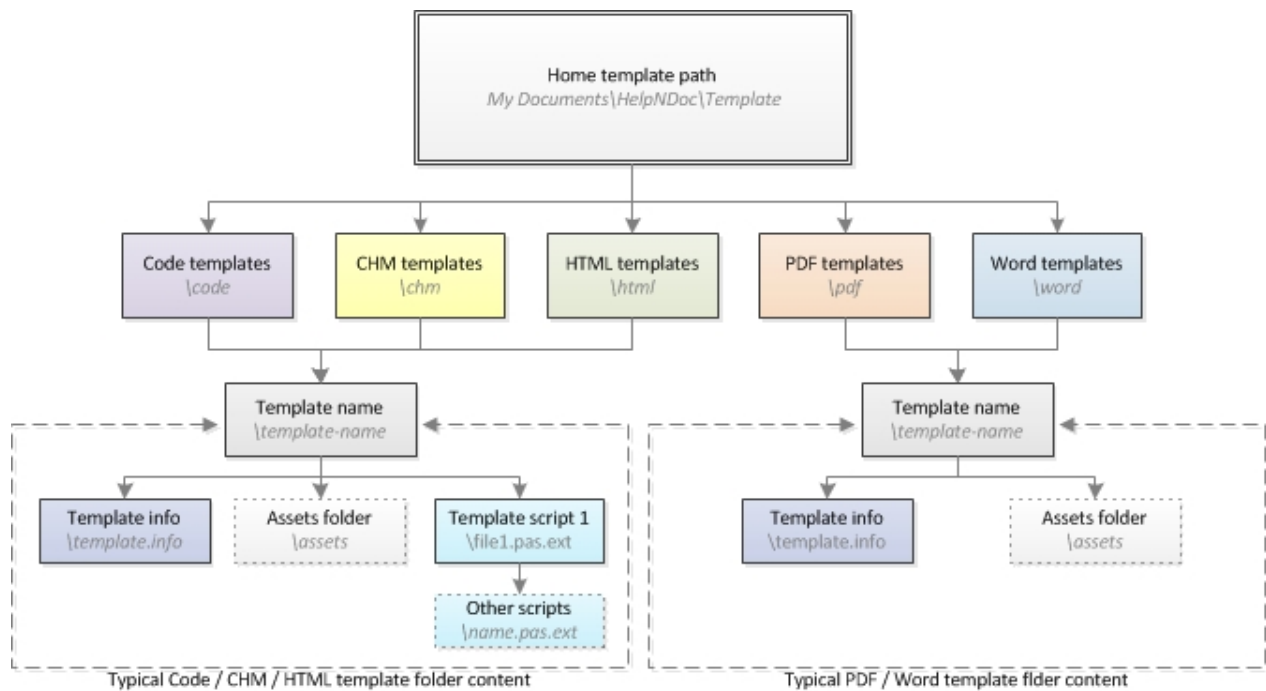 Home template path
My Documents\HelpNDoc\Template
Code templates
\code
CHM templates
\chm
HTML templates
\html
PDF templates
\pdf
Word templates
\word
Template name
\template-name
Template name
\template-name
Template info
\template.info
Assets folder
\assets
Template script 1
\file1.pas.ext
Template info
\template.info
Assets folder
\assets
Other scripts
\name.pas.ext
Typical Code / CHM / HTML template folder content
Typical PDF / Word template flder content